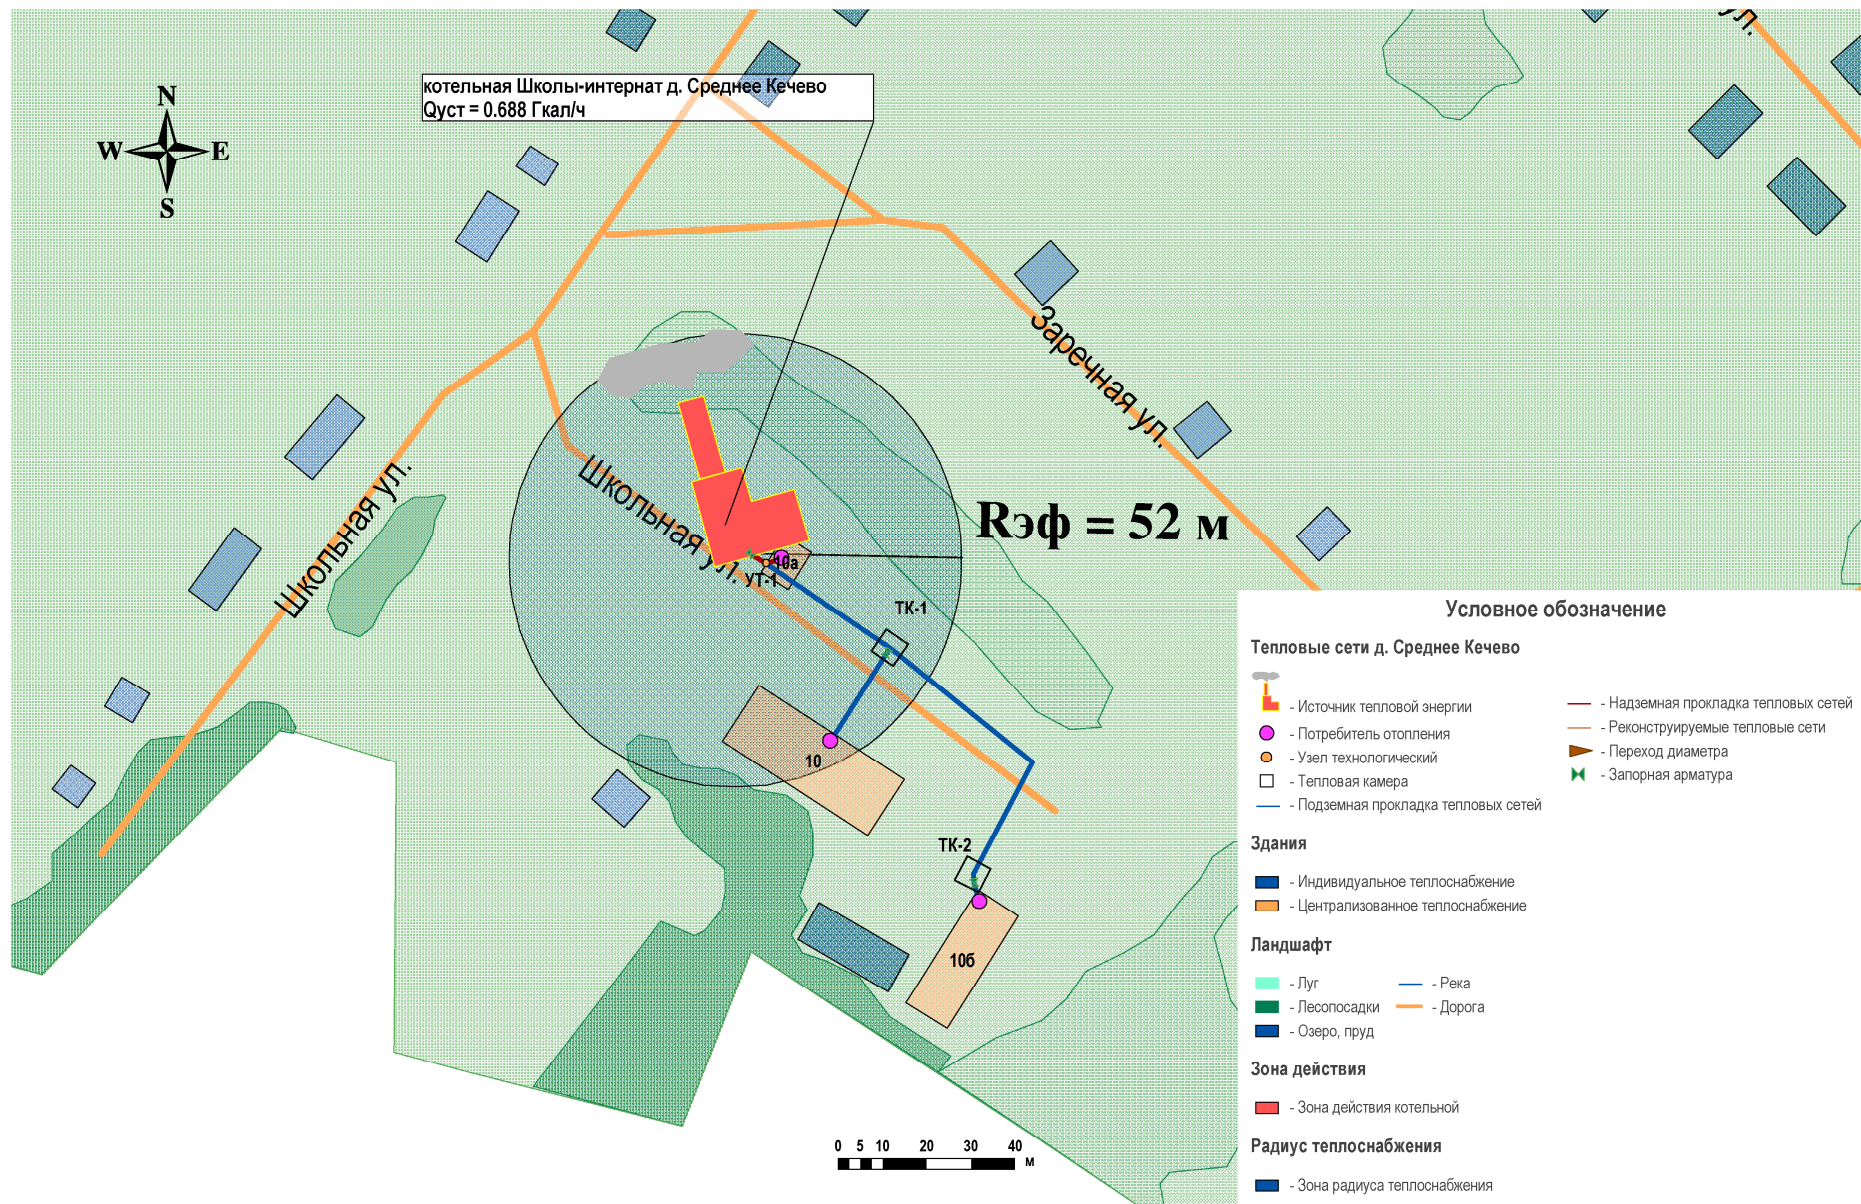 ул.
N
W E
S
котельная Школы-интернат д. Среднее Кечево
Qуст = 0.688 Гкал/ч
Заречная ул.
Школьная ул.
Школьная ул.
Rэф = 52 м
10а
УТ-1
ТК-1
10
ТК-2
10б
0 5 10 20 30 40
м
Условное обозначение
Тепловые сети д. Среднее Кечево
- Источник тепловой энергии
- Потребитель отопления
- Узел технологический
- Тепловая камера
- Подземная прокладка тепловых сетей
- Надземная прокладка тепловых сетей
- Реконструируемые тепловые сети
- Переход диаметра
- Запорная арматура
Здания
- Индивидуальное теплоснабжение
- Централизованное теплоснабжение
Ландшафт
- Луг
- Лесопосадки
- Озеро, пруд
- Река
- Дорога
Зона действия
- Зона действия котельной
Радиус теплоснабжения
- Зона радиуса теплоснабжения